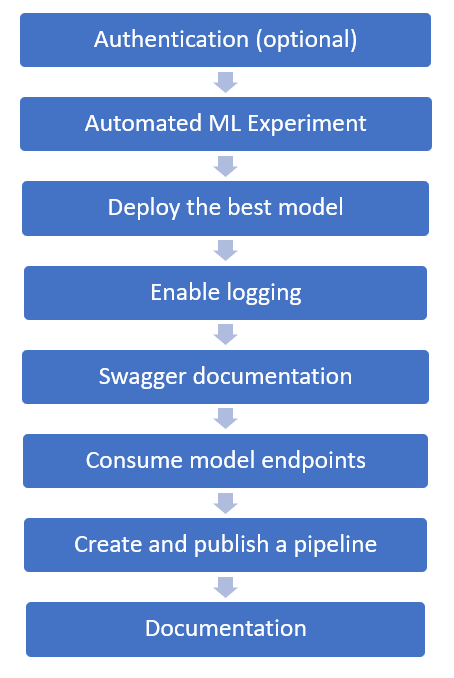 Authentication (optional)
Automated ML Experiment
Deploy the best model
Enable logging
Swagger documentation
Consume model endpoints
Create and publish a pipeline
Documentation